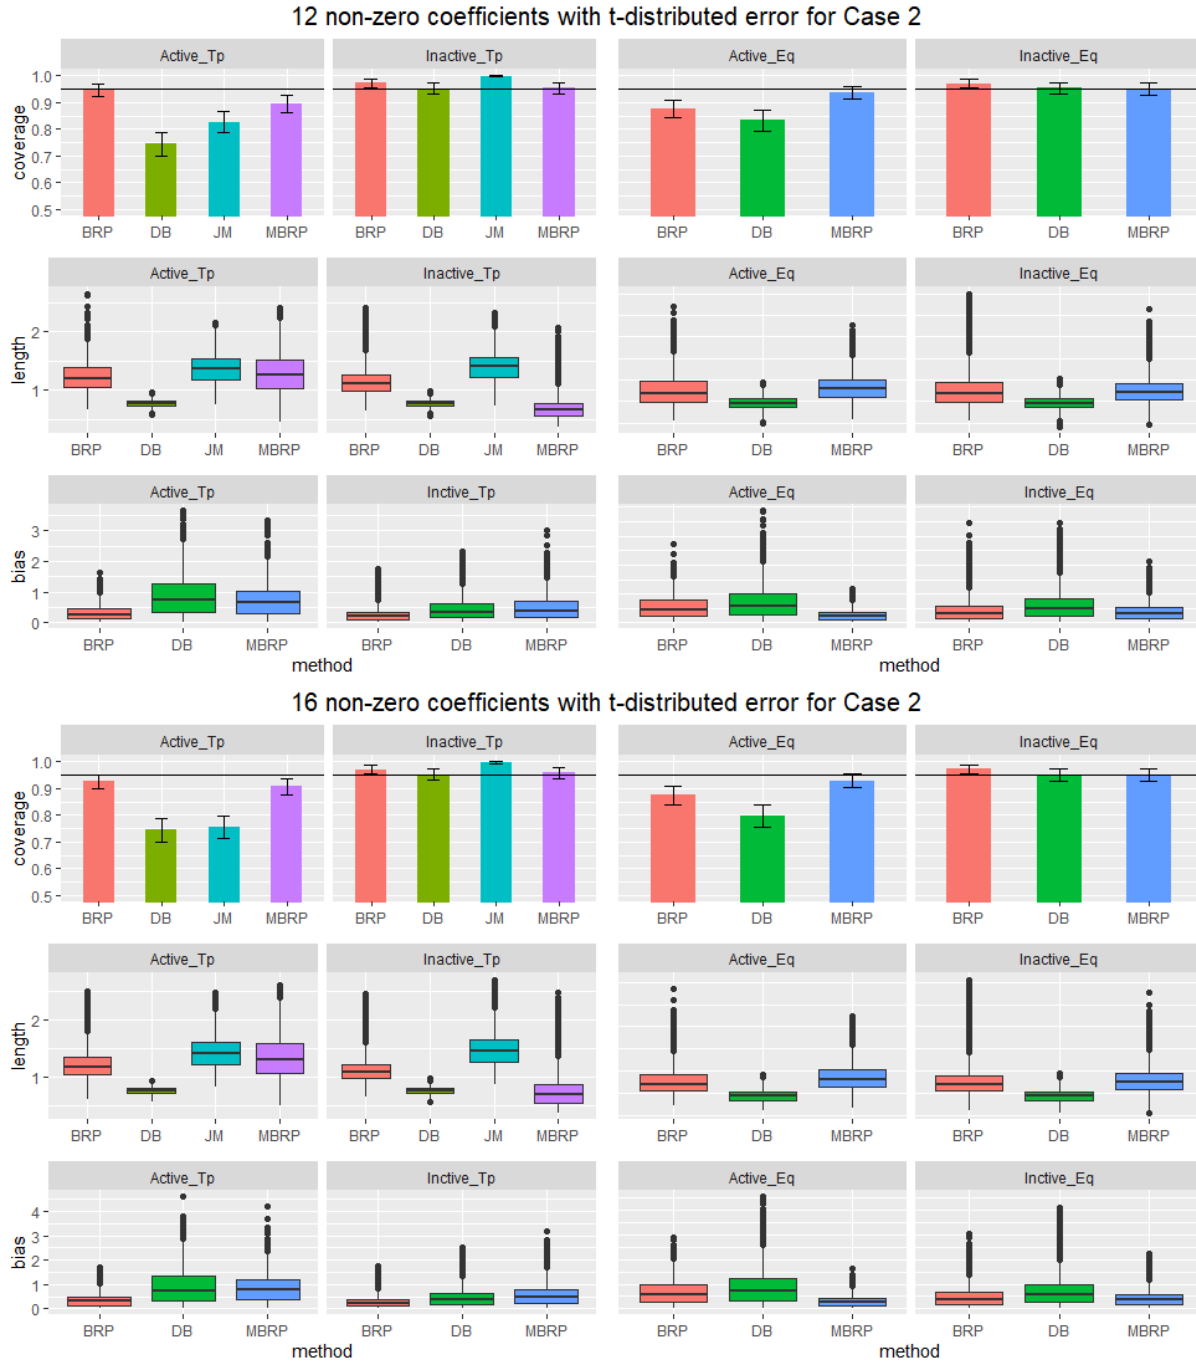 12 non-zero coefficients with t-distributed error for Case 2
Active_Tp Inactive_Tp Active_Eq Inactive_Eq
coverage
1.0
0.9
0.8
0.7
0.6
0.5
BRP DB JM MBRP BRP DB JM MBRP BRP DB MBRP BRP DB MBRP
Active_Tp Inactive_Tp Active_Eq Inactive_Eq
length
2
1
BRP DB JM MBRP BRP DB JM MBRP BRP DB MBRP BRP DB MBRP
Active_Tp Inctive_Tp Active_Eq Inctive_Eq
bias
3
2
1
0
BRP DB MBRP BRP DB MBRP BRP DB MBRP BRP DB MBRP
method method
16 non-zero coefficients with t-distributed error for Case 2
Active_Tp Inactive_Tp Active_Eq Inactive_Eq
coverage
1.0
0.9
0.8
0.7
0.6
0.5
BRP DB JM MBRP BRP DB JM MBRP BRP DB MBRP BRP DB MBRP
Active_Tp Inactive_Tp Active_Eq Inactive_Eq
length
2
1
BRP DB JM MBRP BRP DB JM MBRP BRP DB MBRP BRP DB MBRP
Active_Tp Inctive_Tp Active_Eq Inctive_Eq
bias
4
3
2
1
0
BRP DB MBRP BRP DB MBRP BRP DB MBRP BRP DB MBRP
method method